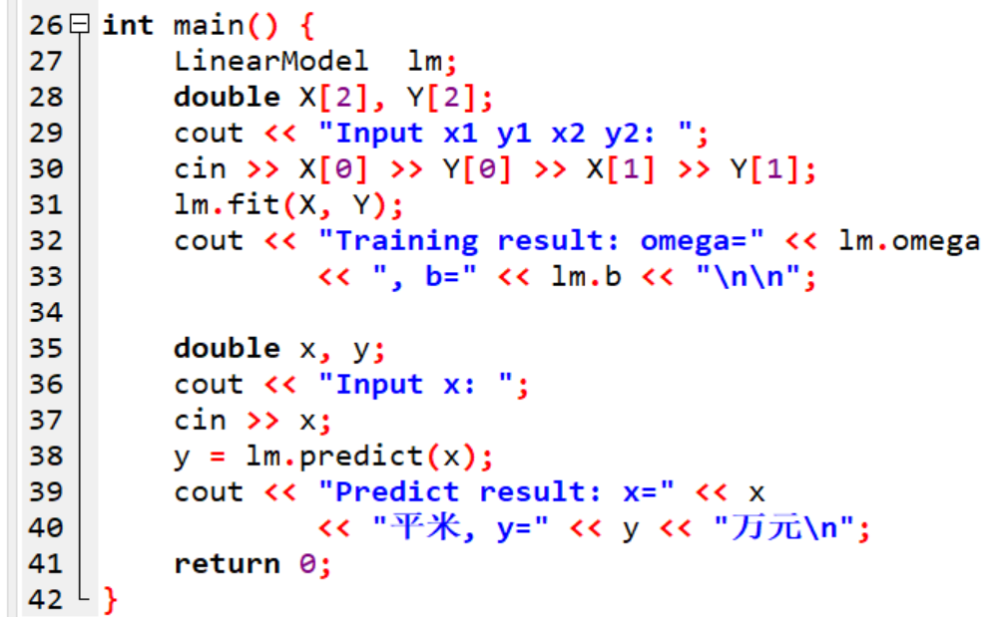 26 int main() {
27     LinearModel  lm;
28     double X[2], Y[2];
29     cout << "Input x1 y1 x2 y2: ";
30     cin >> X[0] >> Y[0] >> X[1] >> Y[1];
31     lm.fit(X, Y);
32     cout << "Training result: omega=" << lm.omega
33             << ", b=" << lm.b << "\n\n";
34
35     double x, y;
36     cout << "Input x: ";
37     cin >> x;
38     y = lm.predict(x);
39     cout << "Predict result: x=" << x
40             << "平米, y=" << y << "万元\n";
41     return 0;
42 }